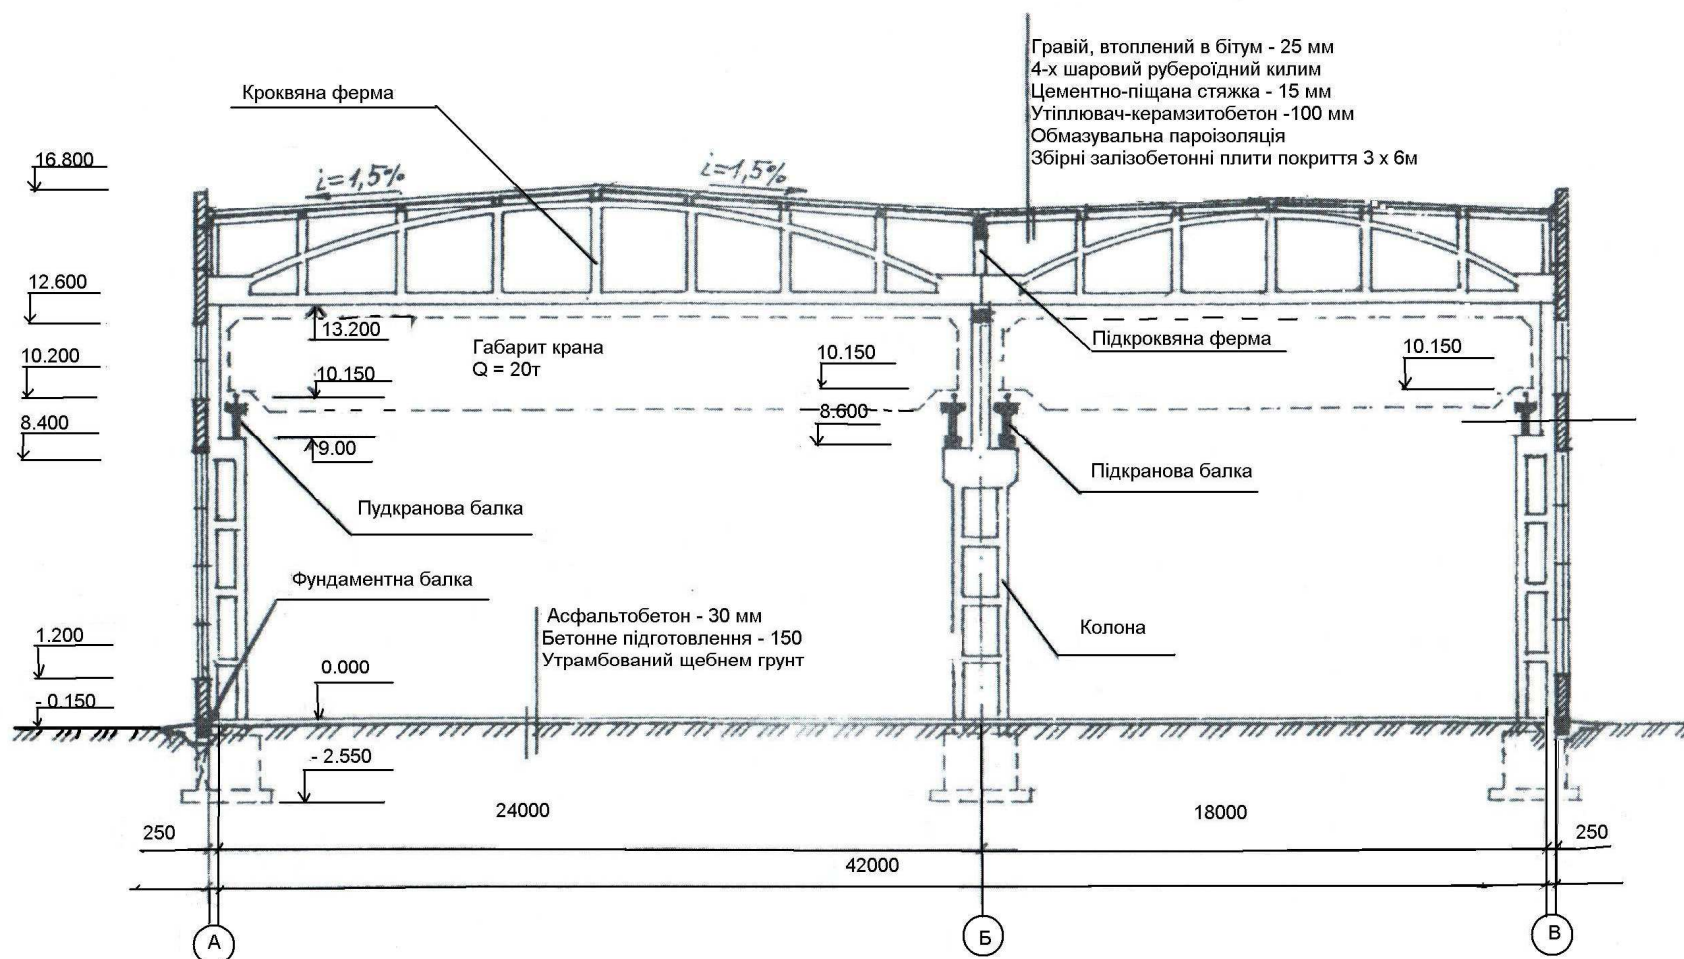 Гравій, втоплений в бітум - 25 мм
4-х шаровий рубероїдний килим
Цементно-піщана стяжка - 15 мм
Утіплювач-керамзитобетон -100 мм
Обмазувальна пароізоляція
Збірні залізобетонні плити покриття 3 х 6м
Кроквяна ферма
16.800
i=1,5%
i=1,5%
12.600
13.200
Габарит крана
Q = 20т
Підкроквяна ферма
10.200
10.150
10.150
10.150
8.400
9.00
8.600
Пудкранова балка
Підкранова балка
Фундаментна балка
Асфальтобетон - 30 мм
Бетонне підготовлення - 150
Утрамбований щебнем грунт
Колона
1.200
0.000
- 0.150
- 2.550
24000
18000
250
250
42000
А
Б
В